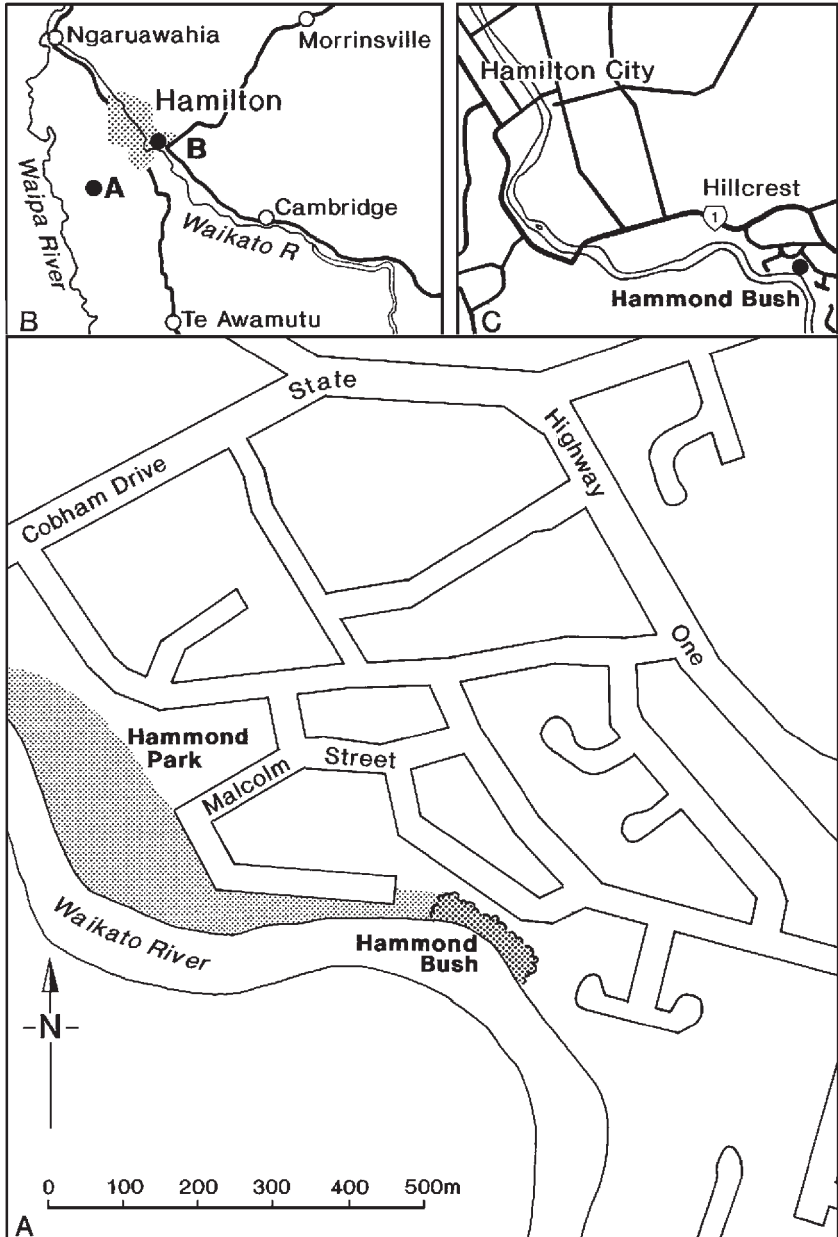 Ngaruawahia
Morrinsville
Hamilton
B
A
Waipa River
Cambridge
Waikato R
Te Awamutu
B
Hamilton City
Hillcrest
1
Hammond Bush
C
State
Highway
One
Cobham Drive
Hammond
Park
Malcolm
Street
Waikato River
Hammond
Bush
-N-
0 100 200 300 400 500m
A